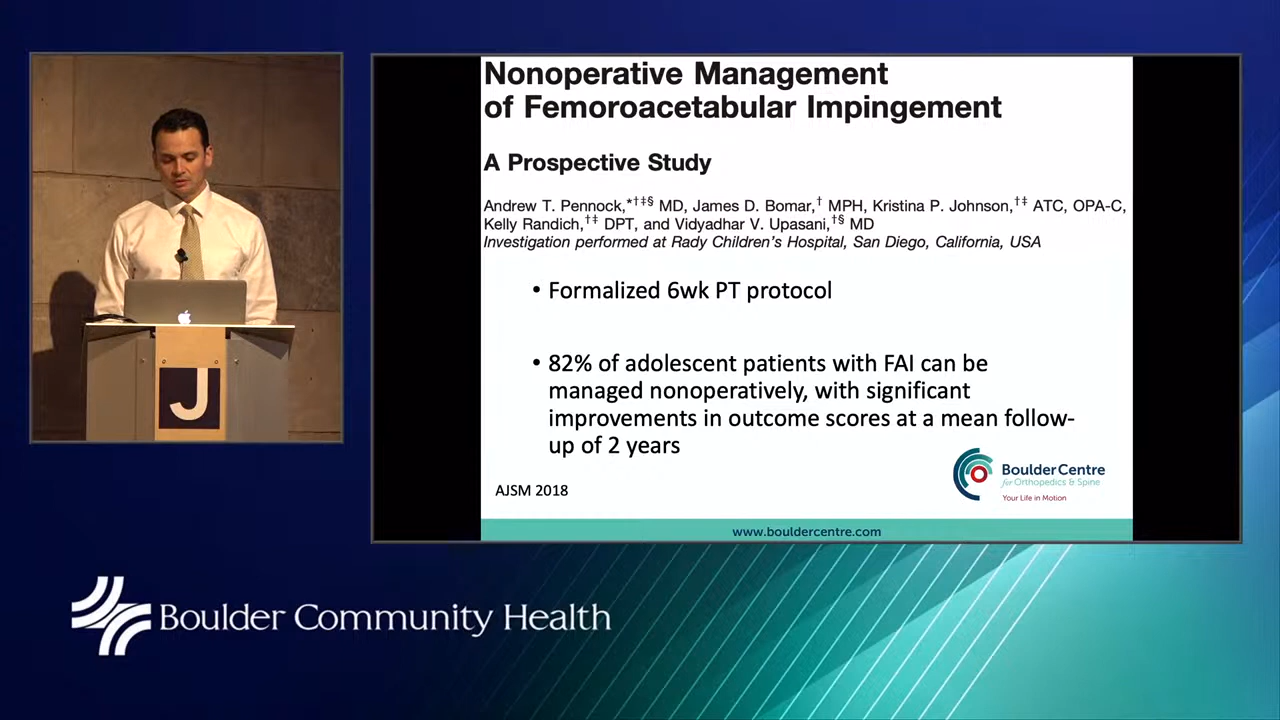 Nonoperative Management
of Femoroacetabular Impingement
A Prospective Study
Andrew T. Pennock,*†‡§ MD, James D. Bomar,† MPH, Kristina P. Johnson,†‡ ATC, OPA-C,
Kelly Randich,†‡ DPT, and Vidyadhar V. Upasani,†§ MD
Investigation performed at Rady Children's Hospital, San Diego, California, USA
• Formalized 6wk PT protocol
• 82% of adolescent patients with FAI can be
managed nonoperatively, with significant
improvements in outcome scores at a mean follow-
up of 2 years
AJSM 2018
BoulderCentre
for Orthopedics & Spine
Your Life in Motion
www.bouldercentre.com
J
Boulder Community Health